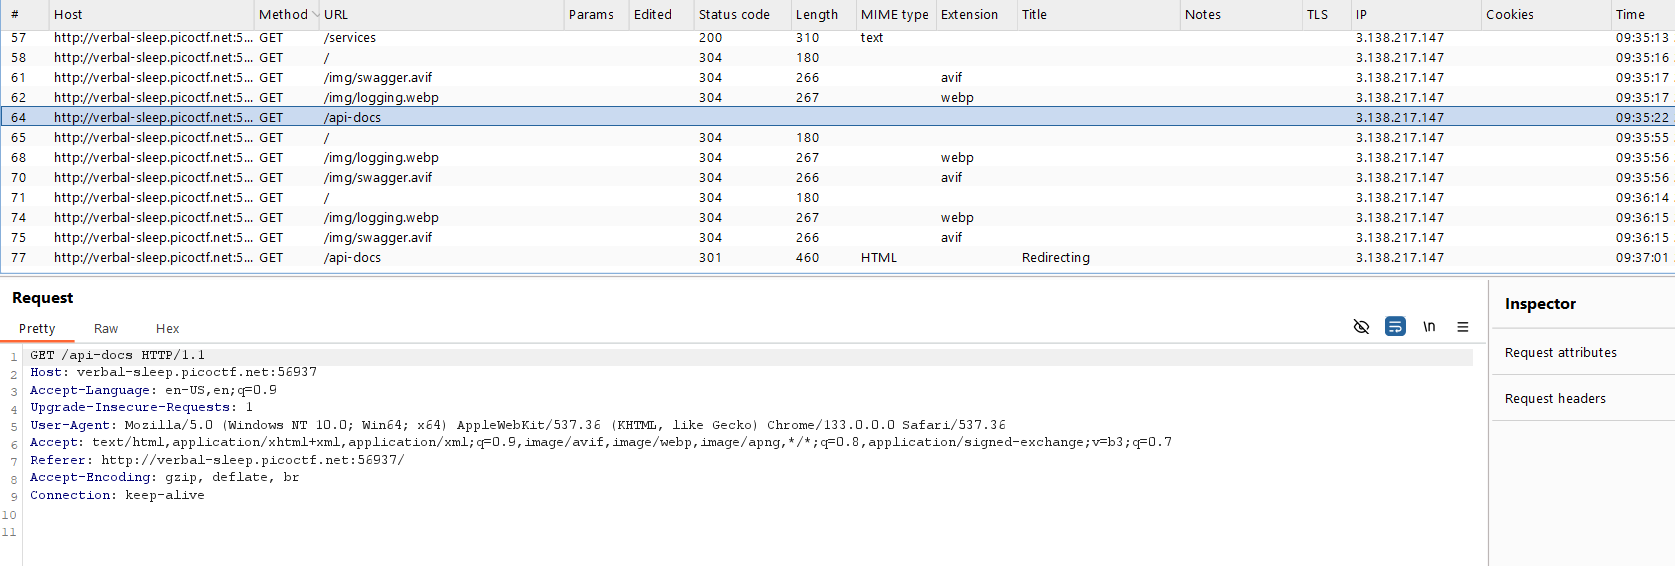 # Host Method URL Params Edited Status code Length MIME type Extension Title Notes TLS IP Cookies Time
57 http://verbal-sleep.picoctf.net:5... GET /services 200 310 text 3.138.217.147 09:35:13
58 http://verbal-sleep.picoctf.net:5... GET / 304 180 3.138.217.147 09:35:16
61 http://verbal-sleep.picoctf.net:5... GET /img/swagger.avif 304 266 avif 3.138.217.147 09:35:17
62 http://verbal-sleep.picoctf.net:5... GET /img/logging.webp 304 267 webp 3.138.217.147 09:35:17
64 http://verbal-sleep.picoctf.net:5... GET /api-docs 3.138.217.147 09:35:22
65 http://verbal-sleep.picoctf.net:5... GET / 304 180 3.138.217.147 09:35:55
68 http://verbal-sleep.picoctf.net:5... GET /img/logging.webp 304 267 webp 3.138.217.147 09:35:56
70 http://verbal-sleep.picoctf.net:5... GET /img/swagger.avif 304 266 avif 3.138.217.147 09:35:56
71 http://verbal-sleep.picoctf.net:5... GET / 304 180 3.138.217.147 09:36:14
74 http://verbal-sleep.picoctf.net:5... GET /img/logging.webp 304 267 webp 3.138.217.147 09:36:15
75 http://verbal-sleep.picoctf.net:5... GET /img/swagger.avif 304 266 avif 3.138.217.147 09:36:15
77 http://verbal-sleep.picoctf.net:5... GET /api-docs 301 460 HTML Redirecting 3.138.217.147 09:37:01
Request
Pretty Raw Hex \n
1 GET /api-docs HTTP/1.1
2 Host: verbal-sleep.picoctf.net:56937
3 Accept-Language: en-US,en;q=0.9
4 Upgrade-Insecure-Requests: 1
5 User-Agent: Mozilla/5.0 (Windows NT 10.0; Win64; x64) AppleWebKit/537.36 (KHTML, like Gecko) Chrome/133.0.0.0 Safari/537.36
6 Accept: text/html,application/xhtml+xml,application/xml;q=0.9,image/avif,image/webp,image/apng,*/*;q=0.8,application/signed-exchange;v=b3;q=0.7
7 Referer: http://verbal-sleep.picoctf.net:56937/
8 Accept-Encoding: gzip, deflate, br
9 Connection: keep-alive
10
11
Inspector
Request attributes
Request headers